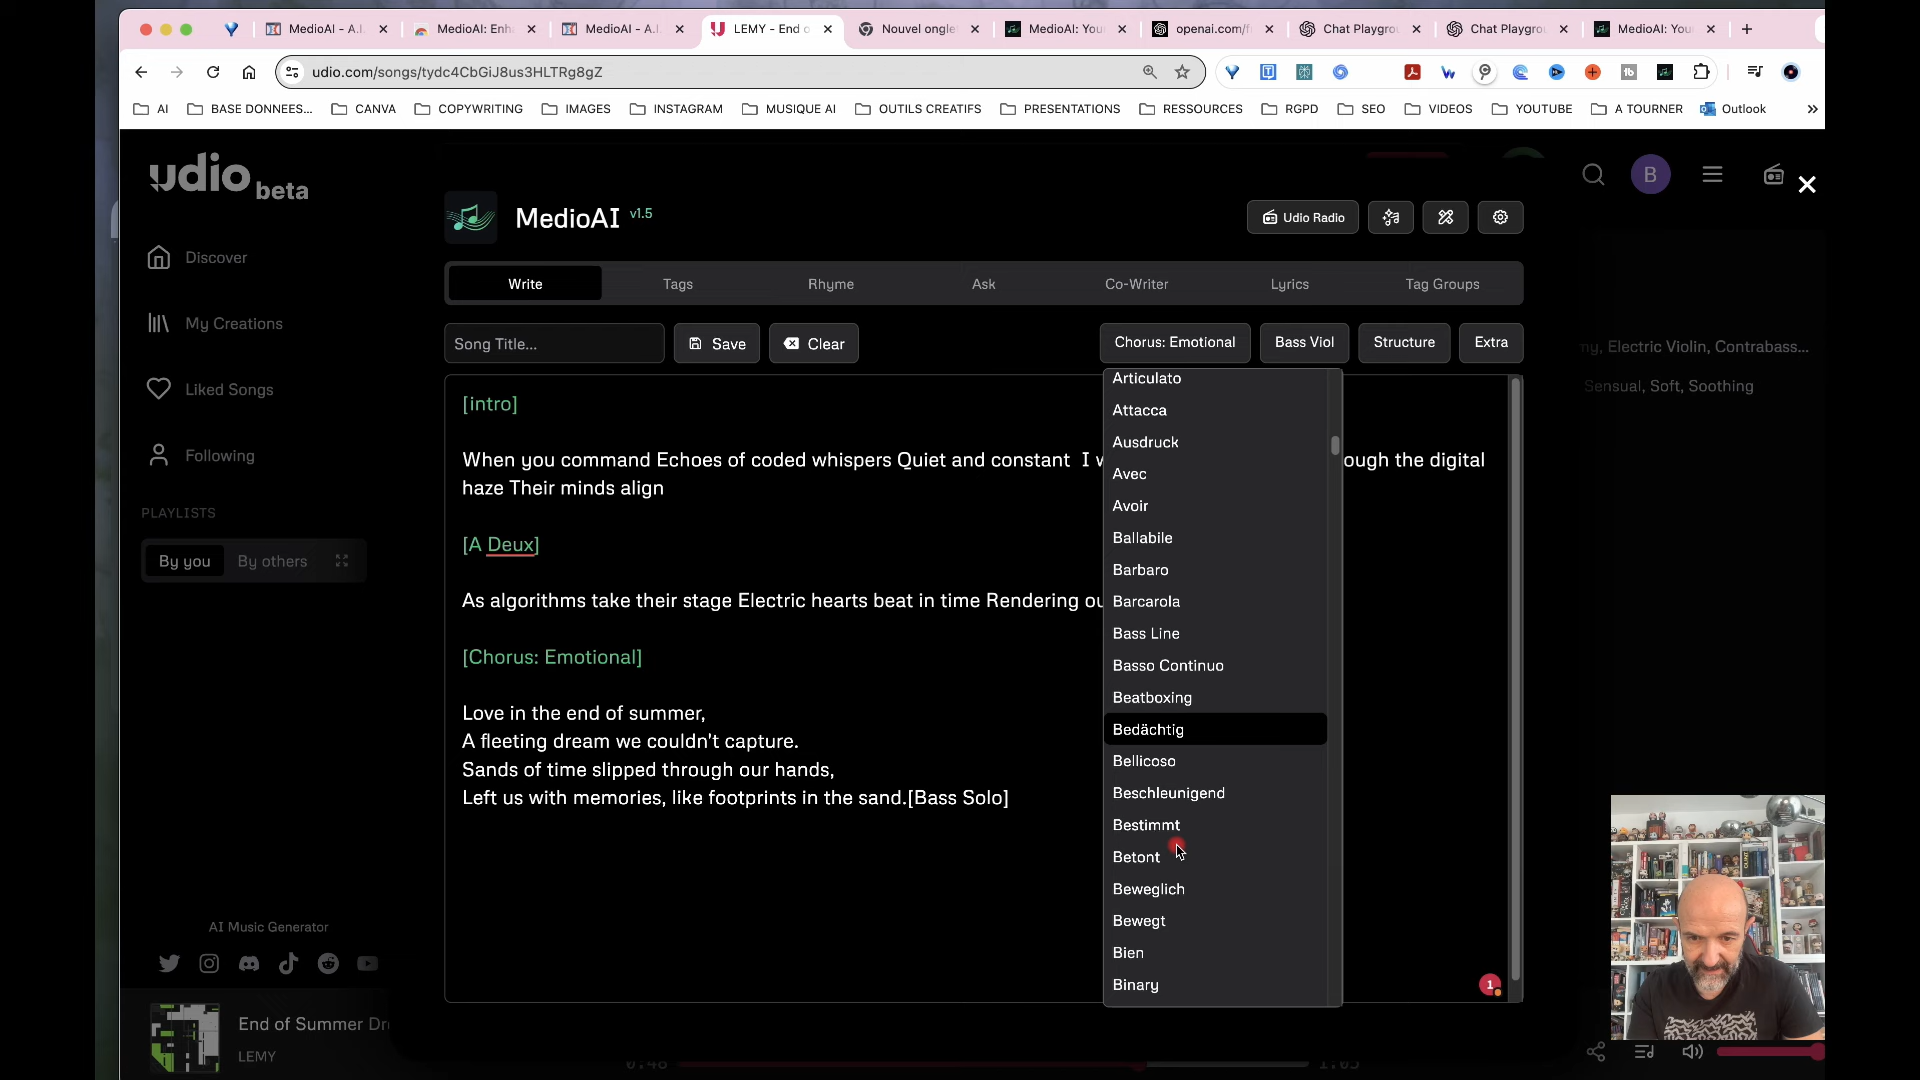 MedioAI - A.I.
MedioAI: Enh
MedioAI - A.I.
LEMY - End o
Nouvel ongle
MedioAI: You
openai.com/f
Chat Playgrou
Chat Playgrou
MedioAI: You
udio.com/songs/tydc4CbGiJ8us3HLTRg8gZ
AI
BASE DONNEES...
CANVA
COPYWRITING
IMAGES
INSTAGRAM
MUSIQUE AI
OUTILS CREATIFS
PRESENTATIONS
RESSOURCES
RGPD
SEO
VIDEOS
YOUTUBE
A TOURNER
Outlook
udio beta
MedioAI v1.5
Udio Radio
B
Discover
My Creations
Liked Songs
Following
PLAYLISTS
By you
By others
Write
Tags
Rhyme
Ask
Co-Writer
Lyrics
Tag Groups
Song Title...
Save
Clear
Chorus: Emotional
Bass Viol
Structure
Extra
my, Electric Violin, Contrabass...
Sensual, Soft, Soothing
[intro]
When you command Echoes of coded whispers Quiet and constant I w ough the digital
haze Their minds align
[A Deux]
As algorithms take their stage Electric hearts beat in time Rendering ou
[Chorus: Emotional]
Love in the end of summer,
A fleeting dream we couldn't capture.
Sands of time slipped through our hands,
Left us with memories, like footprints in the sand.[Bass Solo]
Articulato
Attacca
Ausdruck
Avec
Avoir
Ballabile
Barbaro
Barcarola
Bass Line
Basso Continuo
Beatboxing
Bedächtig
Bellicoso
Beschleunigend
Bestimmt
Betont
Beweglich
Bewegt
Bien
Binary
1
AI Music Generator
End of Summer Dr
LEMY
0:48
1:05